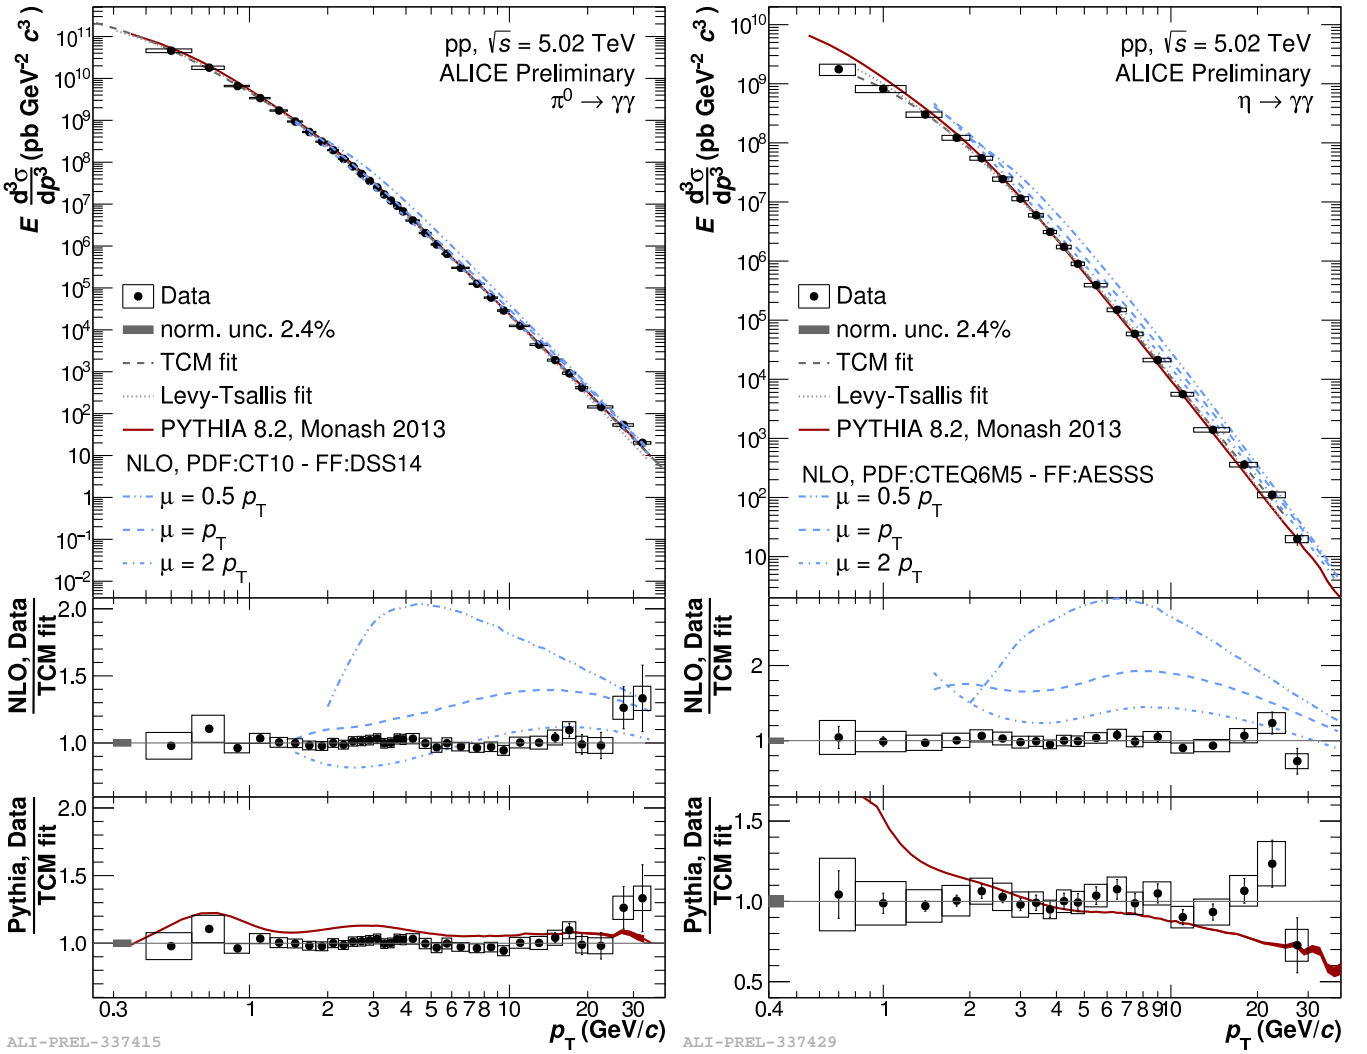 pp, √s = 5.02 TeV
ALICE Preliminary
π⁰ → γγ
E d³σ/dp³ (pb GeV⁻² c³)
10¹¹
10¹⁰
10⁹
10⁸
10⁷
10⁶
10⁵
10⁴
10³
10²
10
1
10⁻¹
10⁻²
Data
norm. unc. 2.4%
TCM fit
Levy-Tsallis fit
PYTHIA 8.2, Monash 2013
NLO, PDF:CT10 - FF:DSS14
μ = 0.5 p_T
μ = p_T
μ = 2 p_T
NLO, Data
TCM fit
2.0
1.5
1.0
Pythia, Data
TCM fit
2.0
1.5
1.0
0.3 1 2 3 4 5 6 7 8 10 20 30
p_T (GeV/c)
ALI-PREL-337415
pp, √s = 5.02 TeV
ALICE Preliminary
η → γγ
E d³σ/dp³ (pb GeV⁻² c³)
10¹⁰
10⁹
10⁸
10⁷
10⁶
10⁵
10⁴
10³
10²
10
Data
norm. unc. 2.4%
TCM fit
Levy-Tsallis fit
PYTHIA 8.2, Monash 2013
NLO, PDF:CTEQ6M5 - FF:AESSS
μ = 0.5 p_T
μ = p_T
μ = 2 p_T
NLO, Data
TCM fit
2
1
Pythia, Data
TCM fit
1.5
1.0
0.5
0.4 1 2 3 4 5 6 7 8 9 10 20 30
p_T (GeV/c)
ALI-PREL-337429